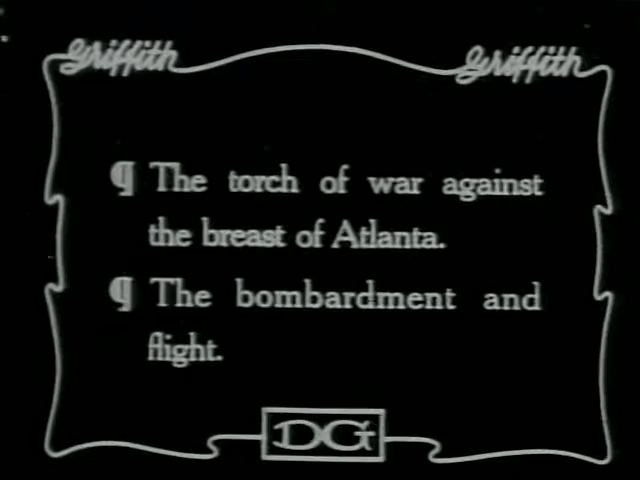 Griffith Griffith
¶ The torch of war against
the breast of Atlanta.
¶ The bombardment and
flight.
DG